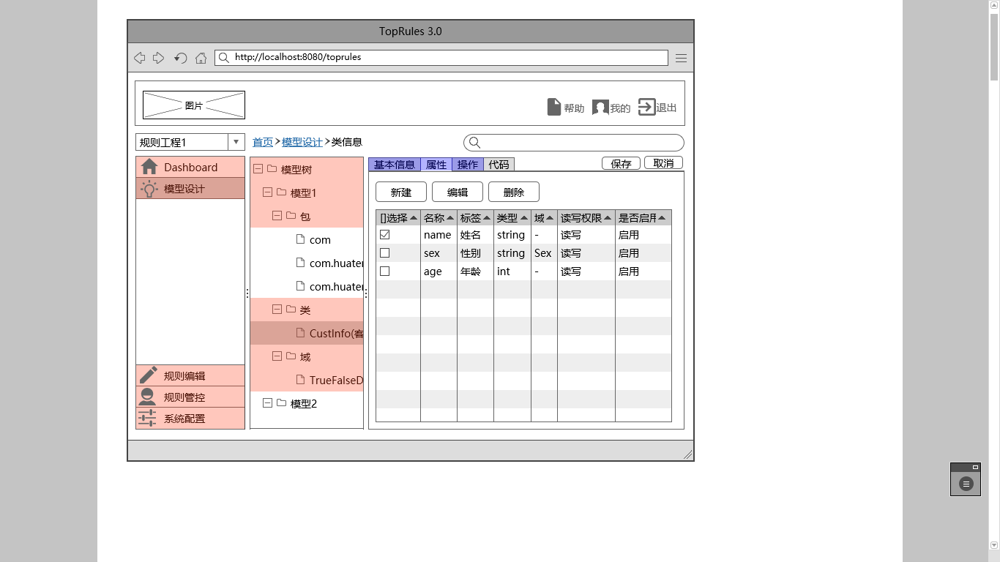 TopRules 3.0
http://localhost:8080/toprules
图片
帮助 我的 退出
规则工程1
首页 模型设计 类信息
Dashboard
模型设计
规则编辑
规则管控
系统配置
模型树
模型1
包
com
com.huater
com.huater
类
CustInfo(客
域
TrueFalseD
模型2
基本信息 属性 操作 代码 保存 取消
新建 编辑 删除
[]选择 名称 标签 类型 域 读写权限 是否启用
name 姓名 string - 读写 启用
sex 性别 string Sex 读写 启用
age 年龄 int - 读写 启用